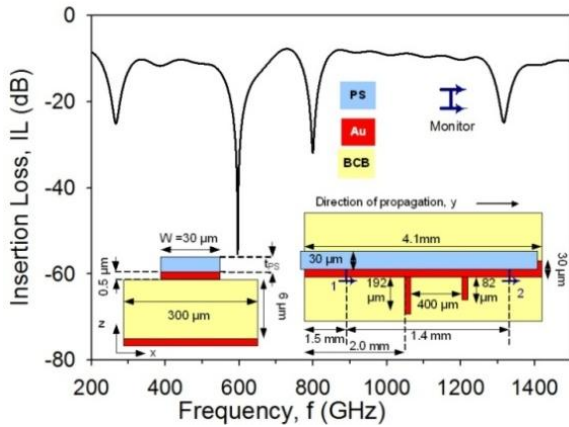 Insertion Loss, IL (dB)
0
-20
-40
-60
-80
200 400 600 800 1000 1200 1400
Frequency, f (GHz)
PS
Au
BCB
Monitor
W =30 µm
tPS
0.5 µm
300 µm
6 µm
z
x
Direction of propagation, y
4.1mm
30 µm
30 µm
1
2
192
µm
400 µm
82
µm
1.5 mm
1.4 mm
2.0 mm